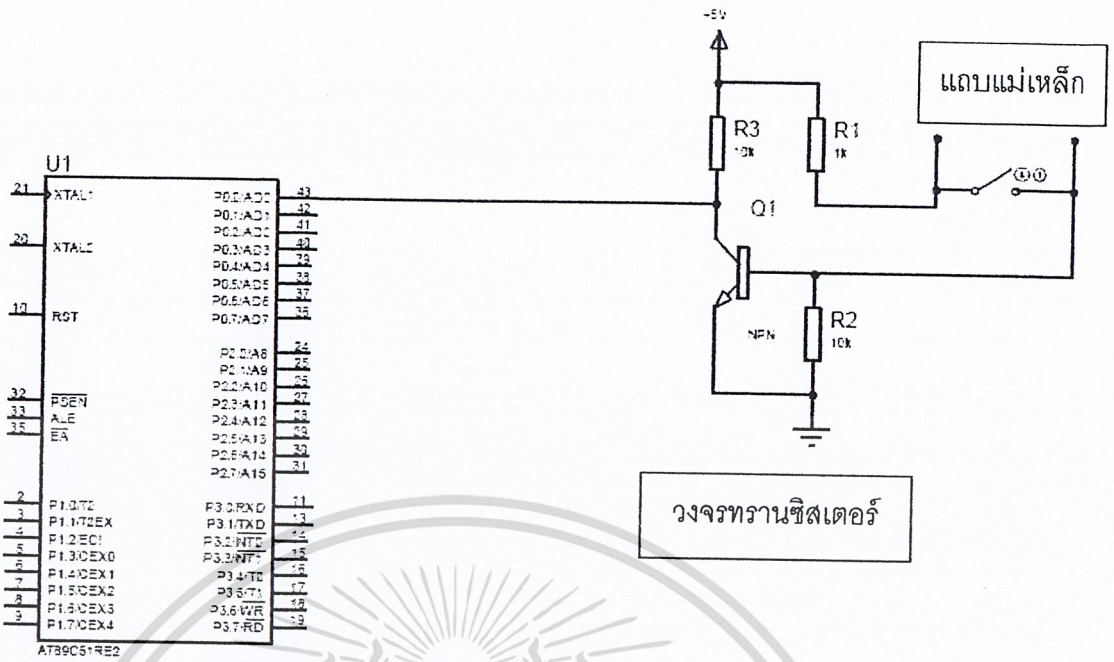 +5V
แถบแม่เหล็ก
R3
10k
R1
1k
Q1
NPN
R2
10k
วงจรทรานซิสเตอร์
U1
21 XTAL1
XTAL2
RST
32 PSEN
33 ALE
35 EA
2 P1.0/T2
3 P1.1/T2EX
4 P1.2/ECI
5 P1.3/CEX0
6 P1.4/CEX1
7 P1.5/CEX2
8 P1.6/CEX3
9 P1.7/CEX4
P0.0/AD0 43
P0.1/AD1 42
P0.2/AD2 41
P0.3/AD3 40
P0.4/AD4 39
P0.5/AD5 38
P0.6/AD6 37
P0.7/AD7 36
P2.0/A8 24
P2.1/A9 25
P2.2/A10 26
P2.3/A11 27
P2.4/A12 28
P2.5/A13 29
P2.6/A14 30
P2.7/A15 31
P3.0/RXD 11
P3.1/TXD 13
P3.2/INT0 14
P3.3/INT1 15
P3.4/T0 16
P3.5/T1 17
P3.6/WR 18
P3.7/RD 19
AT89C51RE2